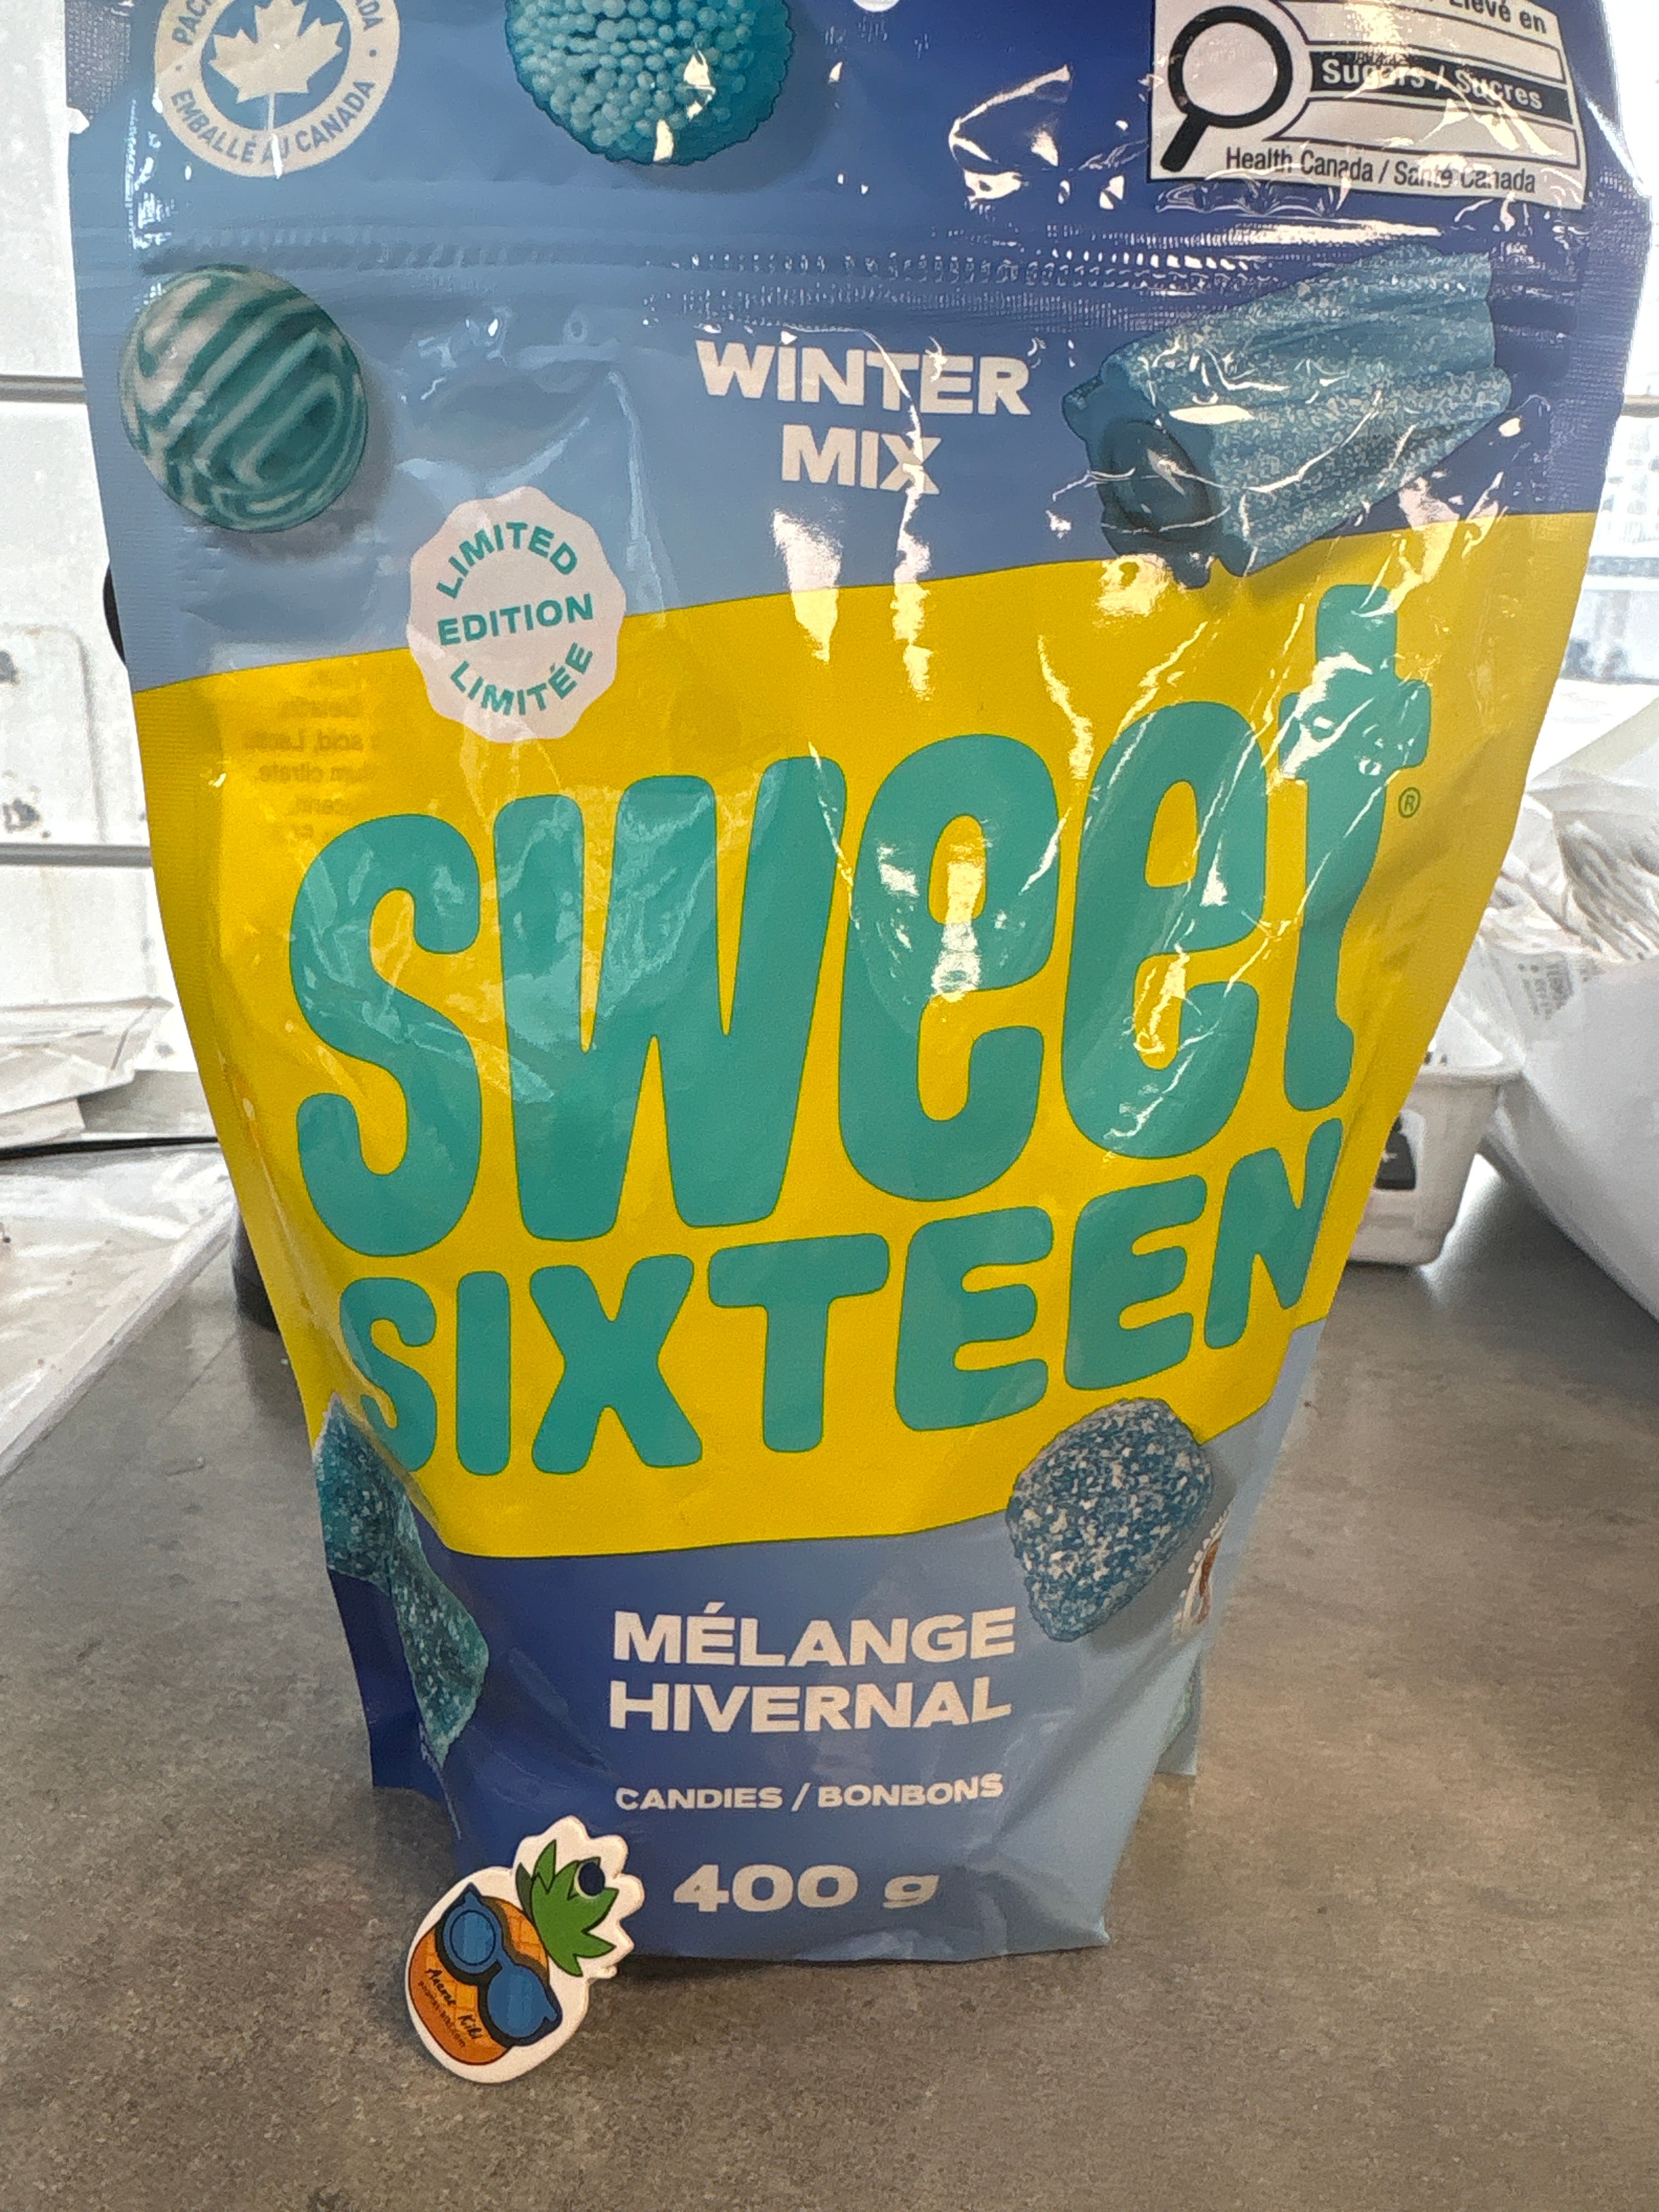 EMBALLÉ AU CANADA
Élevé en
Sugars / Sucres
Health Canada / Santé Canada
WINTER
MIX
LIMITED
EDITION
LIMITÉE
sweet®
SIXTEEN
MÉLANGE
HIVERNAL
CANDIES / BONBONS
400 g